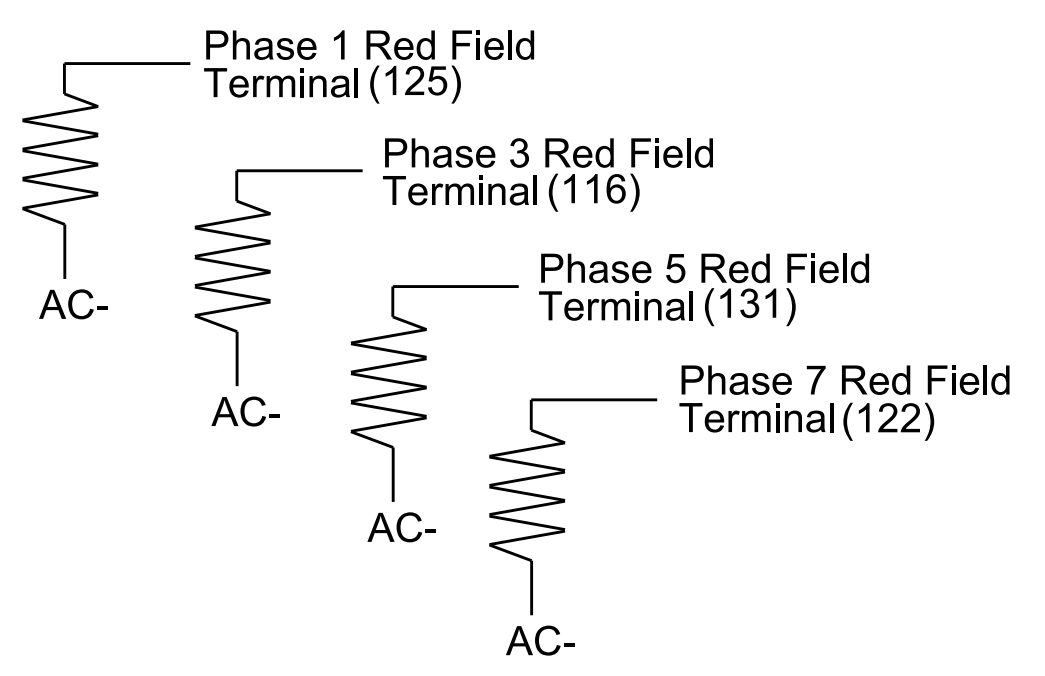 Phase 1 Red Field
Terminal (125)
AC-
Phase 3 Red Field
Terminal (116)
AC-
Phase 5 Red Field
Terminal (131)
AC-
Phase 7 Red Field
Terminal (122)
AC-